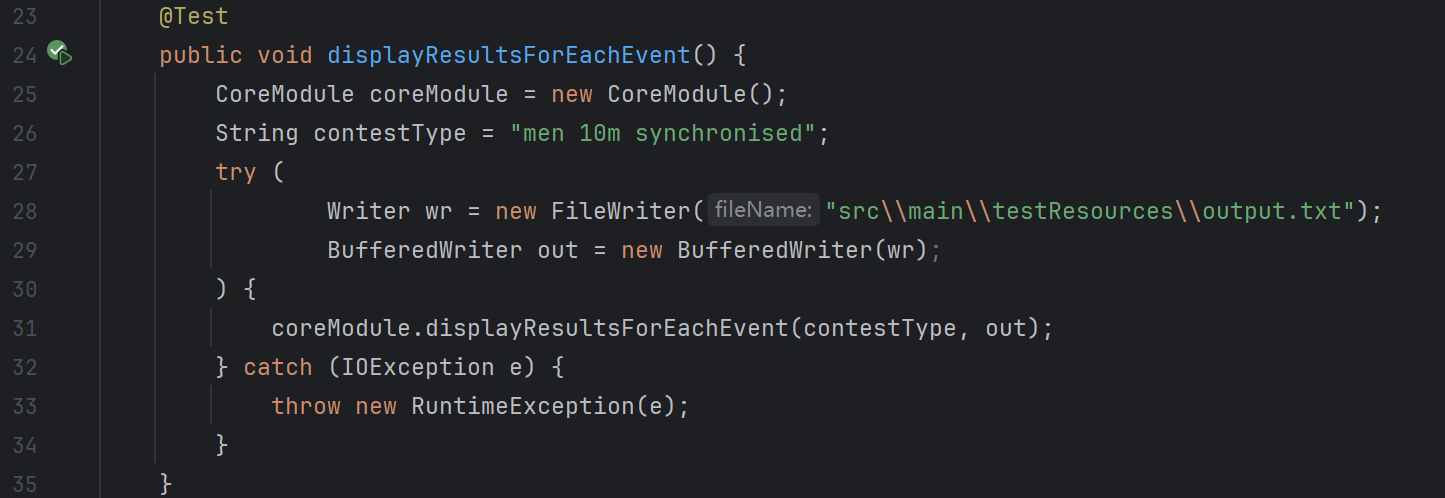 23 @Test
24 public void displayResultsForEachEvent() {
25 CoreModule coreModule = new CoreModule();
26 String contestType = "men 10m synchronised";
27 try (
28 Writer wr = new FileWriter( fileName: "src\\main\\testResources\\output.txt");
29 BufferedWriter out = new BufferedWriter(wr);
30 ) {
31 coreModule.displayResultsForEachEvent(contestType, out);
32 } catch (IOException e) {
33 throw new RuntimeException(e);
34 }
35 }